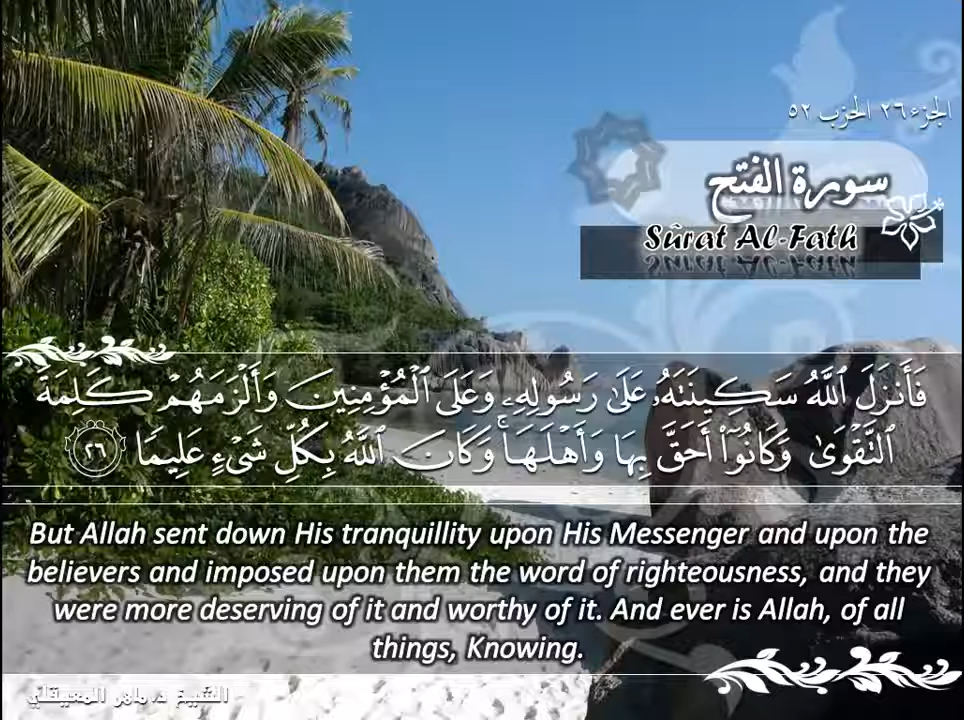 الجزء ٢٦ الحزب ٥٢
سورة الفتح
Sûrat Al-Fath
فَأَنزَلَ ٱللَّهُ سَكِينَتَهُۥ عَلَىٰ رَسُولِهِۦ وَعَلَى ٱلْمُؤْمِنِينَ وَأَلْزَمَهُمْ كَلِمَةَ
ٱلتَّقْوَىٰ وَكَانُوٓا۟ أَحَقَّ بِهَا وَأَهْلَهَا ۚ وَكَانَ ٱللَّهُ بِكُلِّ شَىْءٍ عَلِيمًا ٢٦
But Allah sent down His tranquillity upon His Messenger and upon the
believers and imposed upon them the word of righteousness, and they
were more deserving of it and worthy of it. And ever is Allah, of all
things, Knowing.
الشيخ د. ماهر المعيقلي